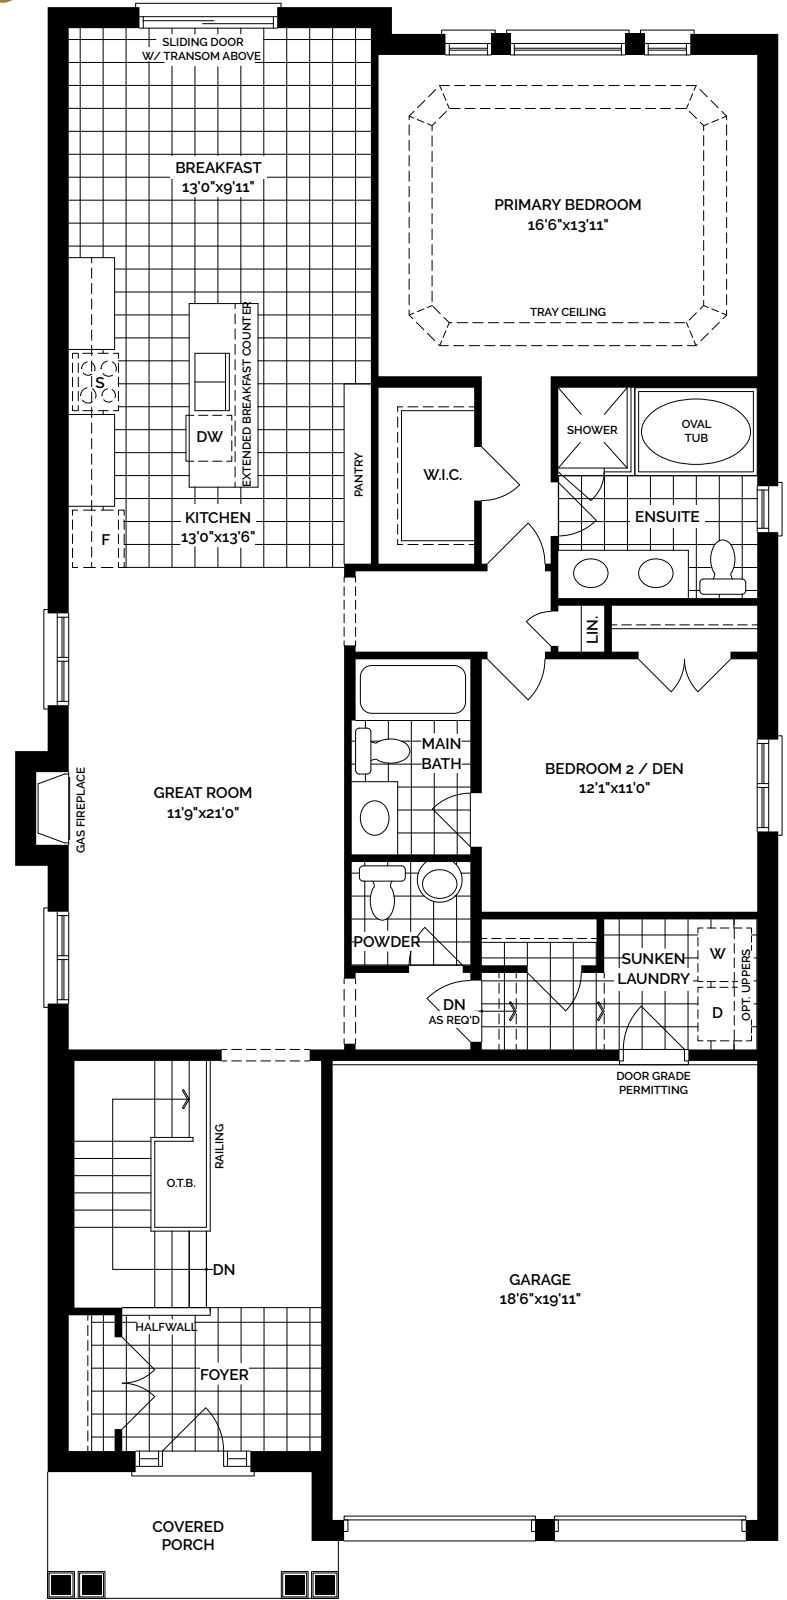 SLIDING DOOR
W/ TRANSOM ABOVE
BREAKFAST
13'0"x9'11"
PRIMARY BEDROOM
16'6"x13'11"
TRAY CEILING
EXTENDED BREAKFAST COUNTER
S
DW
PANTRY
F
KITCHEN
13'0"x13'6"
W.I.C.
SHOWER
OVAL
TUB
ENSUITE
LIN.
MAIN
BATH
BEDROOM 2 / DEN
12'1"x11'0"
GREAT ROOM
11'9"x21'0"
GAS FIREPLACE
POWDER
DN
AS REQ'D
SUNKEN
LAUNDRY
W
D
OPT. UPPERS
DOOR GRADE
PERMITTING
RAILING
O.T.B.
DN
HALFWALL
FOYER
GARAGE
18'6"x19'11"
COVERED
PORCH